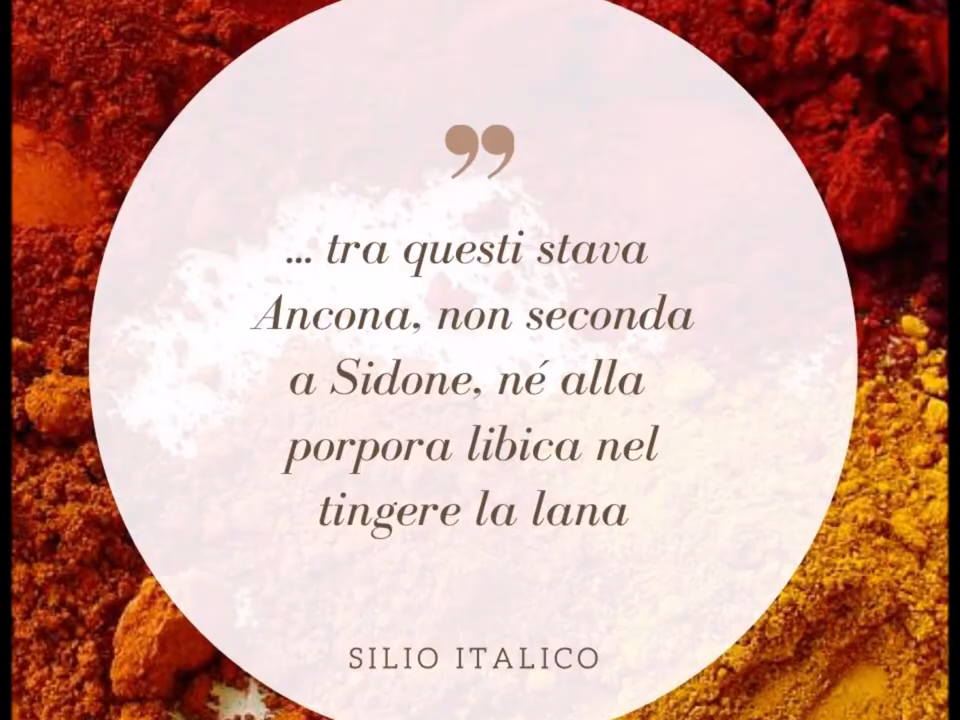 ”
... tra questi stava
Ancona, non seconda
a Sidone, né alla
porpora libica nel
tingere la lana
SILIO ITALICO